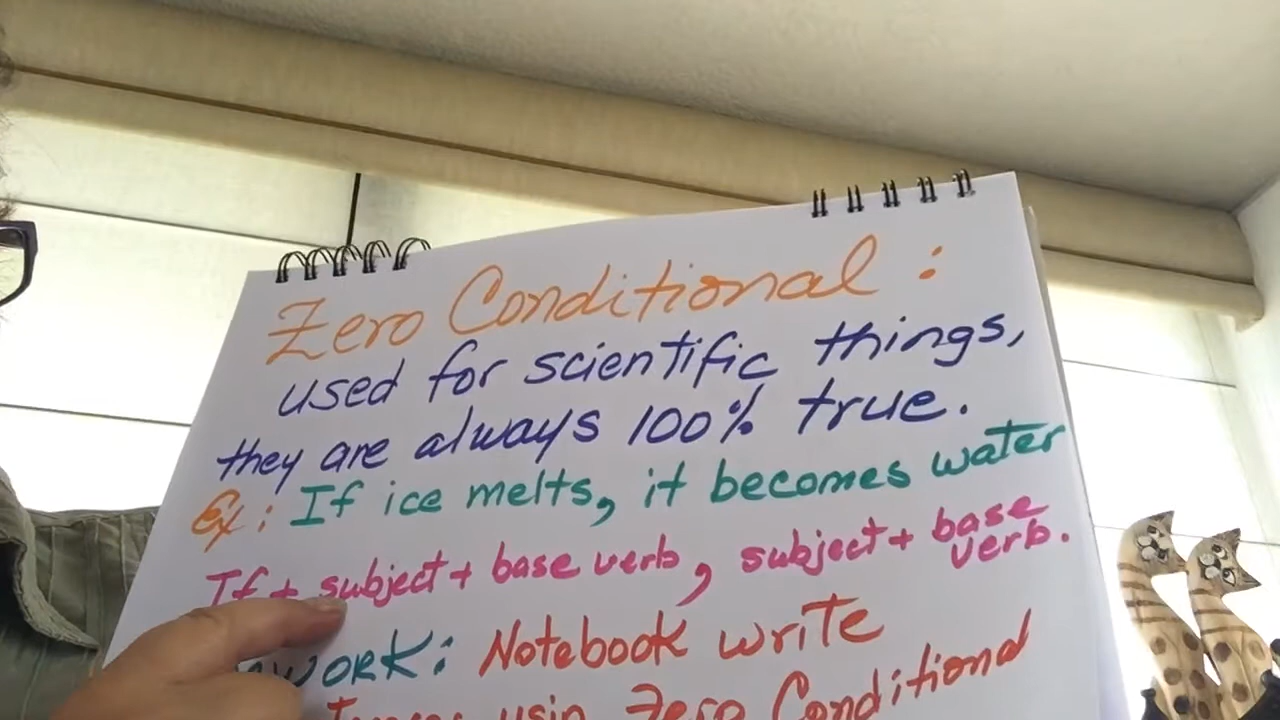 Zero Conditional:
used for scientific things,
they are always 100% true.
Ex: If ice melts, it becomes water
If + subject + base verb, subject + base verb.
Notebook write
usin Zero Conditional